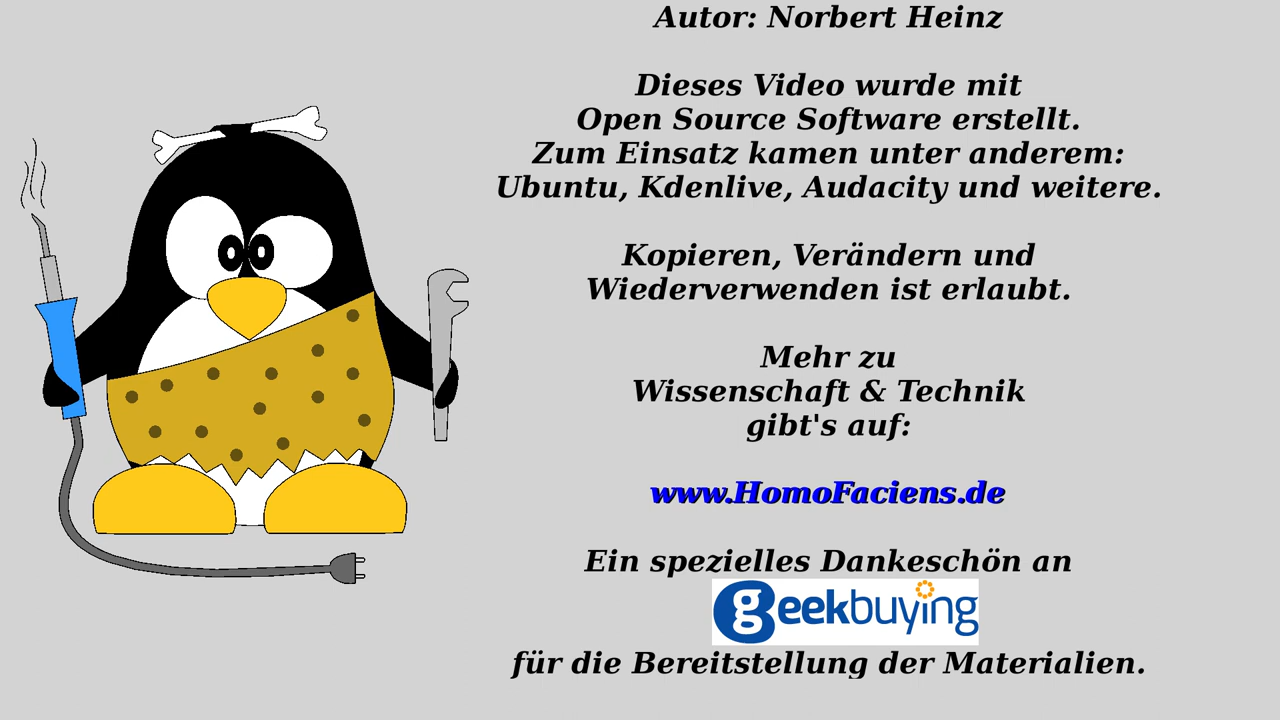 Autor: Norbert Heinz
Dieses Video wurde mit
Open Source Software erstellt.
Zum Einsatz kamen unter anderem:
Ubuntu, Kdenlive, Audacity und weitere.
Kopieren, Verändern und
Wiederverwenden ist erlaubt.
Mehr zu
Wissenschaft & Technik
gibt's auf:
www.HomoFaciens.de
Ein spezielles Dankeschön an
geekbuying
für die Bereitstellung der Materialien.